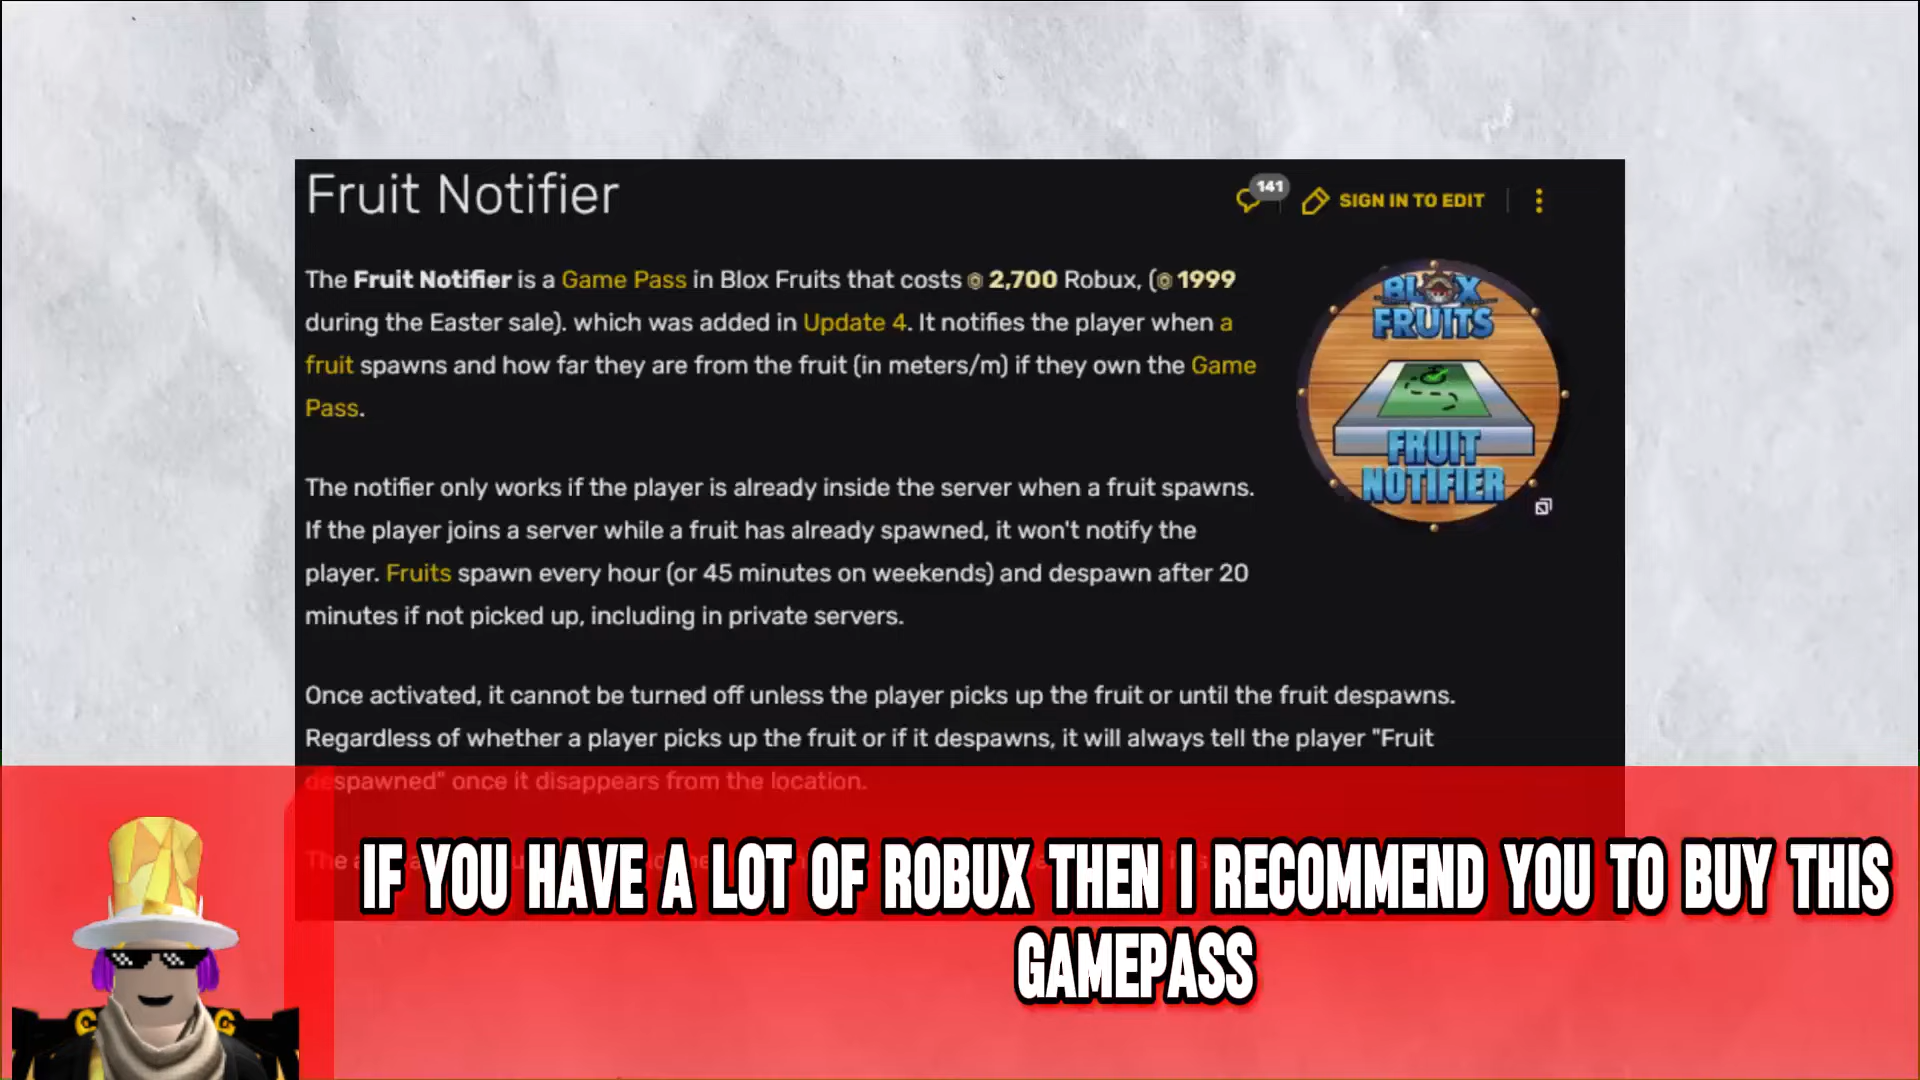 Fruit Notifier
141
SIGN IN TO EDIT
The Fruit Notifier is a Game Pass in Blox Fruits that costs 2,700 Robux, (1999
during the Easter sale). which was added in Update 4. It notifies the player when a
fruit spawns and how far they are from the fruit (in meters/m) if they own the Game
Pass.
BLOX
FRUITS
FRUIT
NOTIFIER
The notifier only works if the player is already inside the server when a fruit spawns.
If the player joins a server while a fruit has already spawned, it won't notify the
player. Fruits spawn every hour (or 45 minutes on weekends) and despawn after 20
minutes if not picked up, including in private servers.
Once activated, it cannot be turned off unless the player picks up the fruit or until the fruit despawns.
Regardless of whether a player picks up the fruit or if it despawns, it will always tell the player "Fruit
despawned" once it disappears from the location.
The
IF YOU HAVE A LOT OF ROBUX THEN I RECOMMEND YOU TO BUY THIS
GAMEPASS